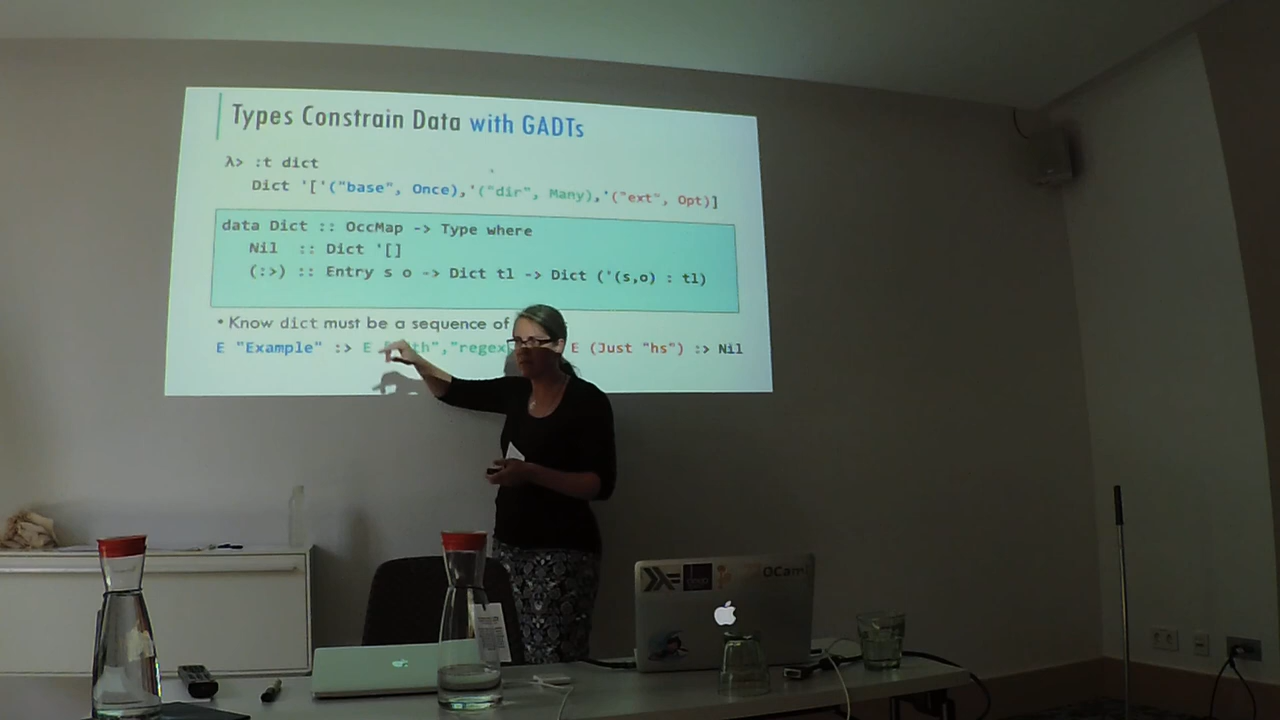 Types Constrain Data with GADTs
λ> :t dict
Dict '['("base", Once),'("dir", Many),'("ext", Opt)]
data Dict :: OccMap -> Type where
Nil :: Dict '[]
(:>) :: Entry s o -> Dict tl -> Dict ('(s,o) : tl)
• Know dict must be a sequence of
E "Example" :> E "regex E (Just "hs") :> Nil
OCaml